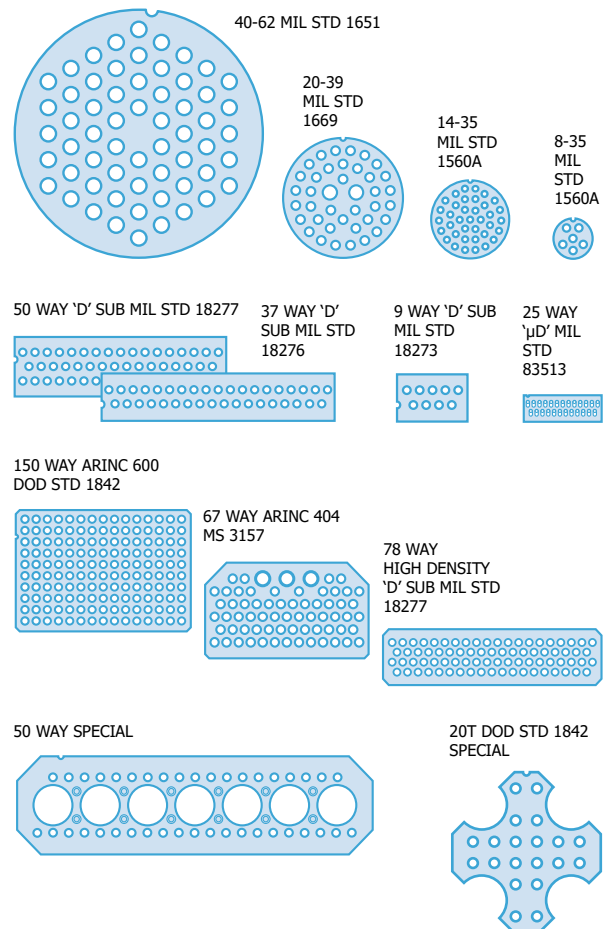 40-62 MIL STD 1651
20-39
MIL STD
1669
14-35
MIL STD
1560A
8-35
MIL
STD
1560A
50 WAY ‘D’ SUB MIL STD 18277
37 WAY ‘D’
SUB MIL STD
18276
9 WAY ‘D’ SUB
MIL STD
18273
25 WAY
‘µD’ MIL
STD
83513
150 WAY ARINC 600
DOD STD 1842
67 WAY ARINC 404
MS 3157
78 WAY
HIGH DENSITY
‘D’ SUB MIL STD
18277
50 WAY SPECIAL
20T DOD STD 1842
SPECIAL